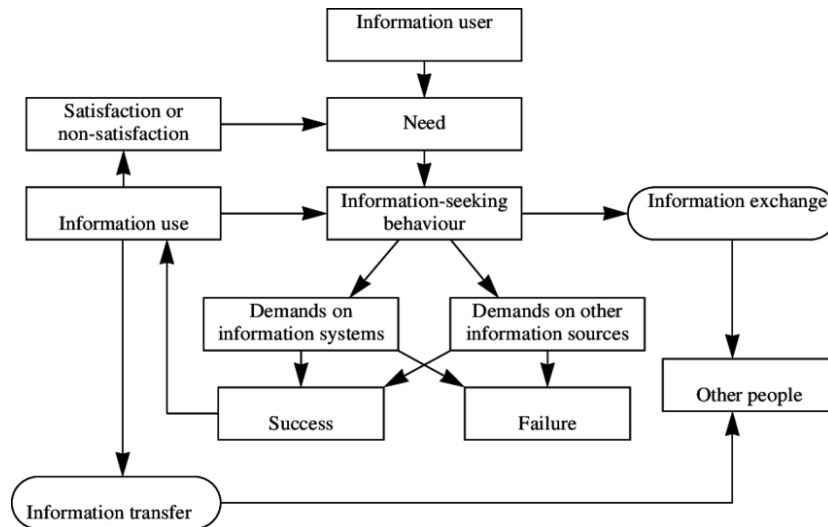 Information user
Satisfaction or
non-satisfaction
Need
Information use
Information-seeking
behaviour
Information exchange
Demands on
information systems
Demands on other
information sources
Success
Failure
Other people
Information transfer